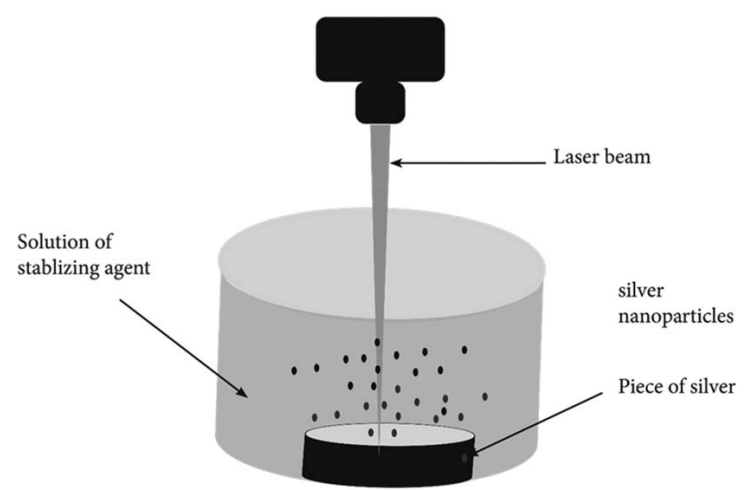 Laser beam
Solution of
stablizing agent
silver
nanoparticles
Piece of silver